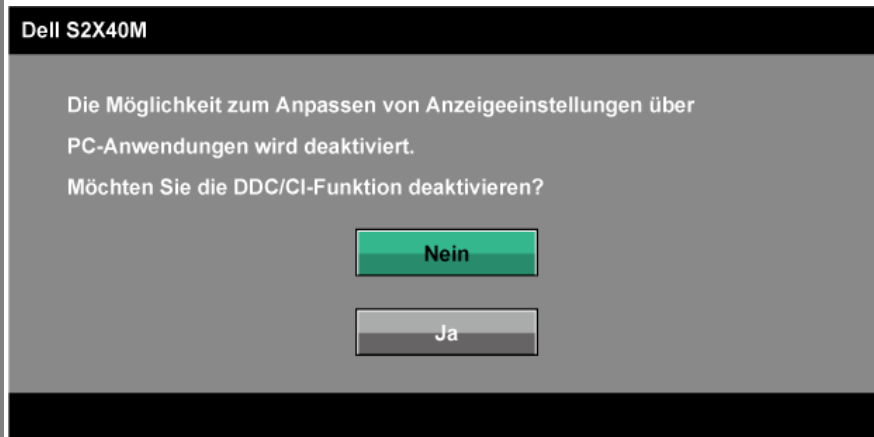 Dell S2X40M
Die Möglichkeit zum Anpassen von Anzeigeeinstellungen über
PC-Anwendungen wird deaktiviert.
Möchten Sie die DDC/CI-Funktion deaktivieren?
Nein
Ja